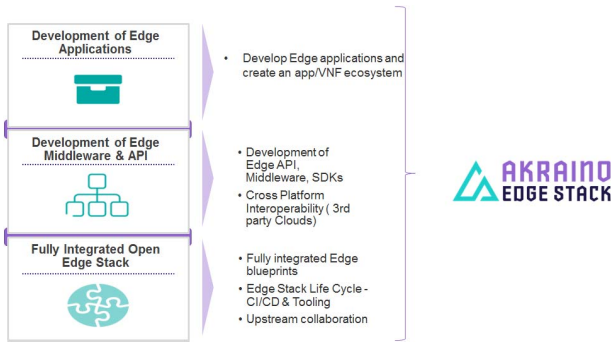 Development of Edge
Applications
• Develop Edge applications and
create an app/VNF ecosystem
Development of Edge
Middleware & API
• Development of
Edge API,
Middleware, SDKs
• Cross Platform
Interoperability ( 3rd
party Clouds)
Fully Integrated Open
Edge Stack
• Fully integrated Edge
blueprints
• Edge Stack Life Cycle -
CI/CD & Tooling
• Upstream collaboration
AKRAINO
EDGE STACK